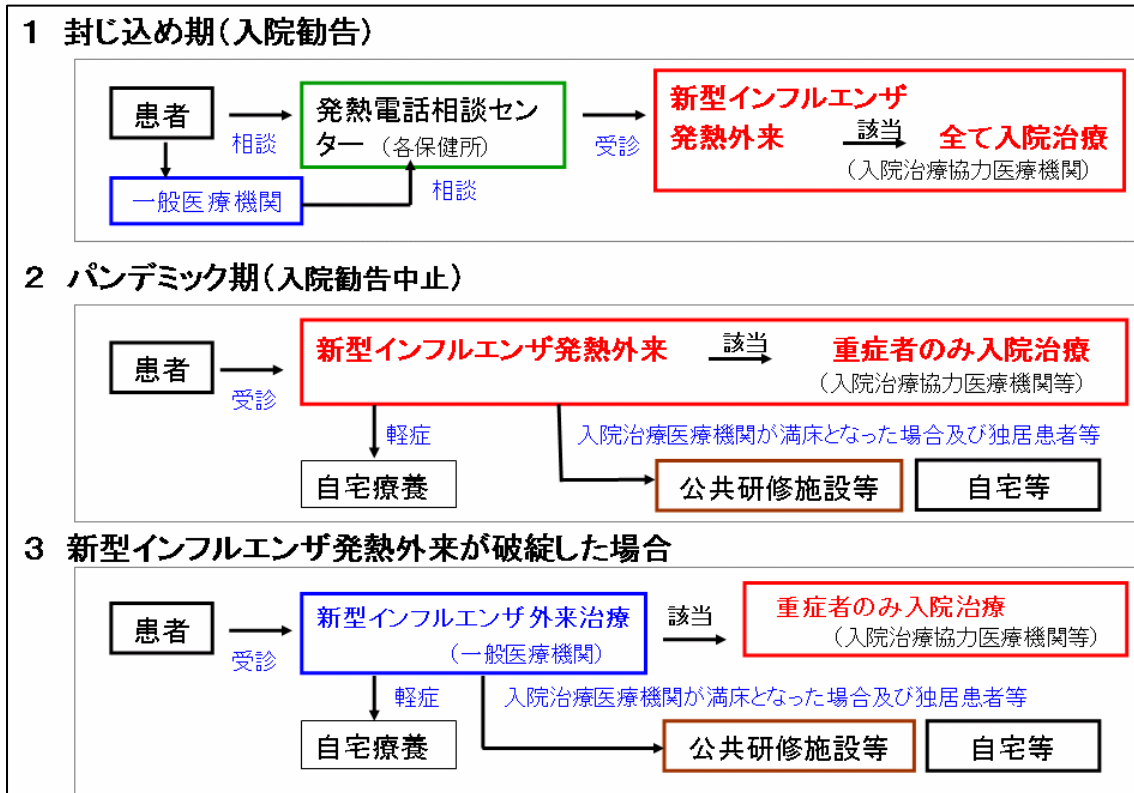 1 封じ込め期(入院勧告)
患者
相談
発熱電話相談セン
ター (各保健所)
受診
新型インフルエンザ
発熱外来
該当
全て入院治療
(入院治療協力医療機関)
一般医療機関
相談
2 パンデミック期(入院勧告中止)
患者
受診
新型インフルエンザ発熱外来
該当
重症者のみ入院治療
(入院治療協力医療機関等)
軽症
入院治療医療機関が満床となった場合及び独居患者等
自宅療養
公共研修施設等
自宅等
3 新型インフルエンザ発熱外来が破綻した場合
患者
受診
新型インフルエンザ外来治療
(一般医療機関)
該当
重症者のみ入院治療
(入院治療協力医療機関等)
軽症
入院治療医療機関が満床となった場合及び独居患者等
自宅療養
公共研修施設等
自宅等